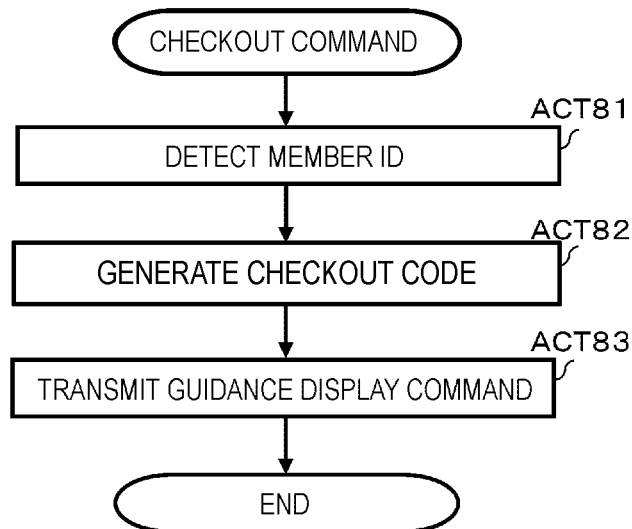 CHECKOUT COMMAND
ACT81
DETECT MEMBER ID
ACT82
GENERATE CHECKOUT CODE
ACT83
TRANSMIT GUIDANCE DISPLAY COMMAND
END